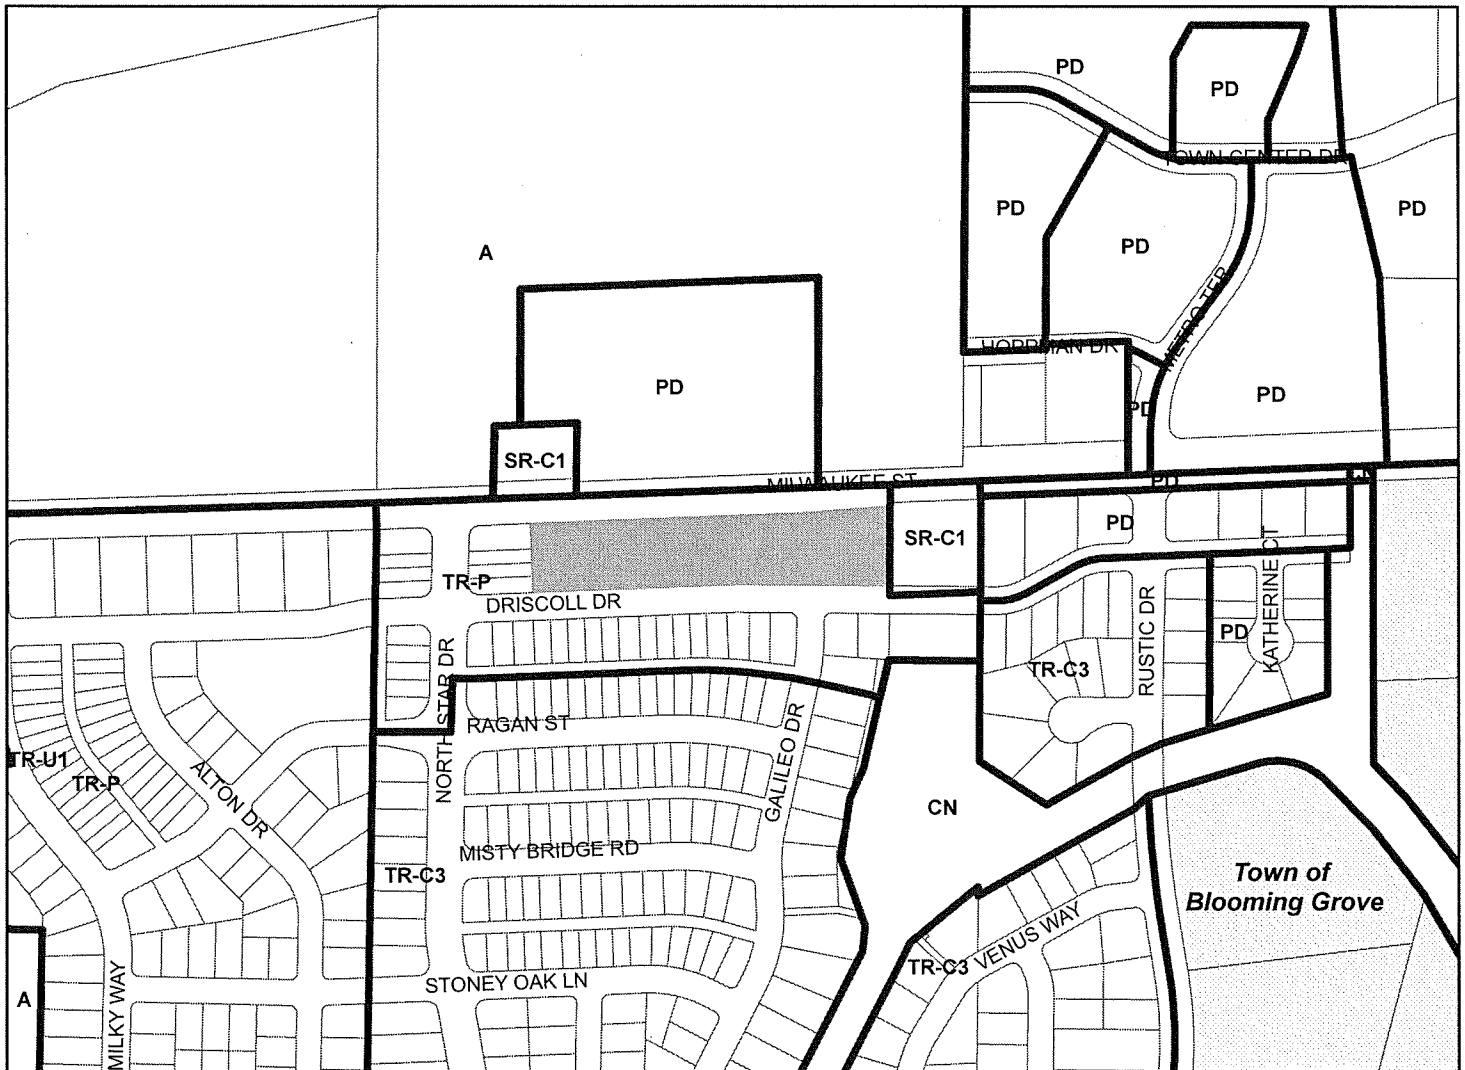 PD
PD
TOWN CENTER DR
PD
PD
PD
A
METRO TER
HOFFMAN DR
PD
PD
PD
SR-C1
MILWAUKEE ST
PD
CN
PD
SR-C1
TR-P
DRISCOLL DR
NORTH STAR DR
RUSTIC DR
KATHERINE CT
PD
TR-C3
RAGAN ST
GALILEO DR
TR-U1
TR-P
ALTON DR
CN
MISTY BRIDGE RD
TR-C3
Town of
Blooming Grove
VENUS WAY
TR-C3
STONEY OAK LN
A
MILKY WAY